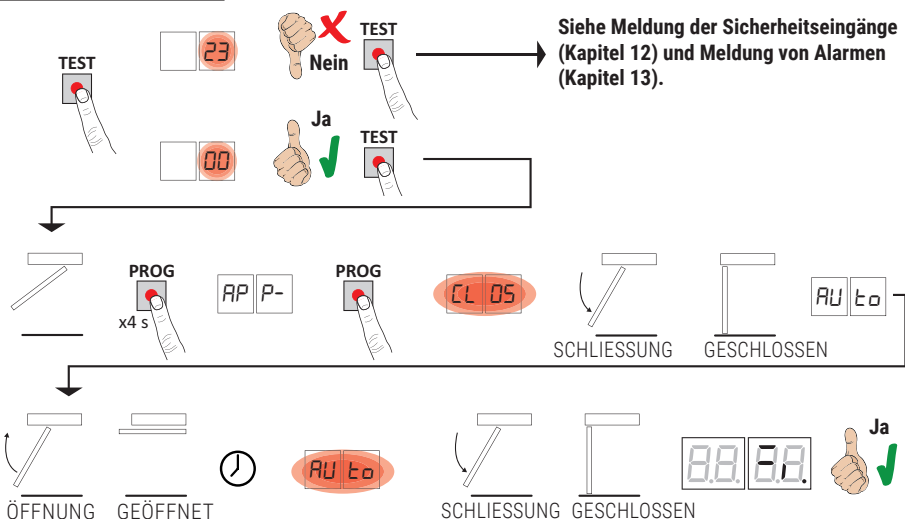 TEST
23
Nein
TEST
Siehe Meldung der Sicherheitseingänge
(Kapitel 12) und Meldung von Alarmen
(Kapitel 13).
00
Ja
TEST
PROG
x4 s
AP P-
PROG
CL OS
SCHLIESSUNG
GESCHLOSSEN
AU to
ÖFFNUNG
GEÖFFNET
AU to
SCHLIESSUNG
GESCHLOSSEN
Fi.
Ja